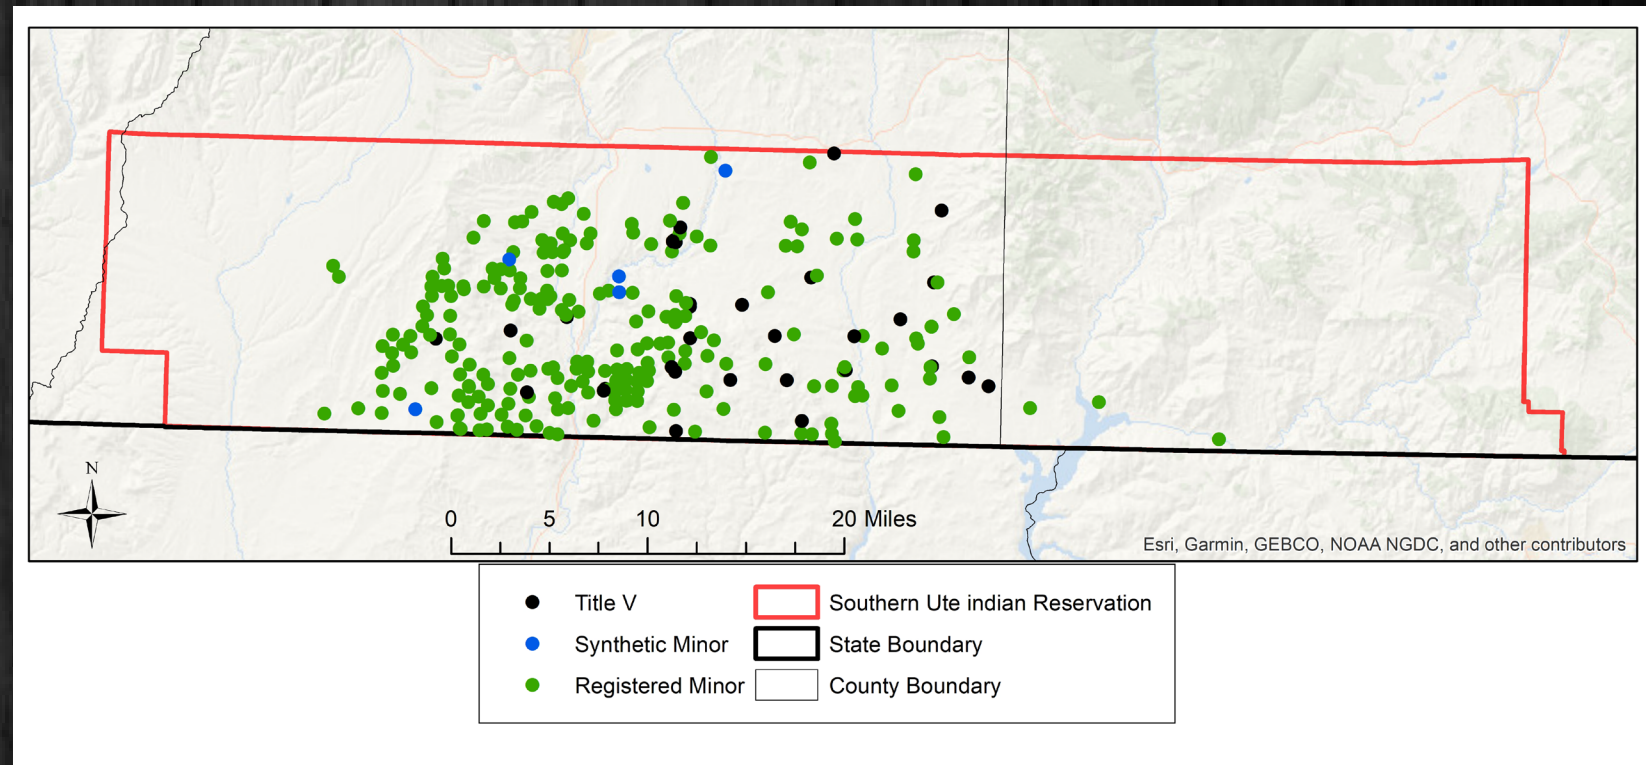 N
0 5 10 20 Miles
Esri, Garmin, GEBCO, NOAA NGDC, and other contributors
Title V
Southern Ute indian Reservation
Synthetic Minor
State Boundary
Registered Minor
County Boundary